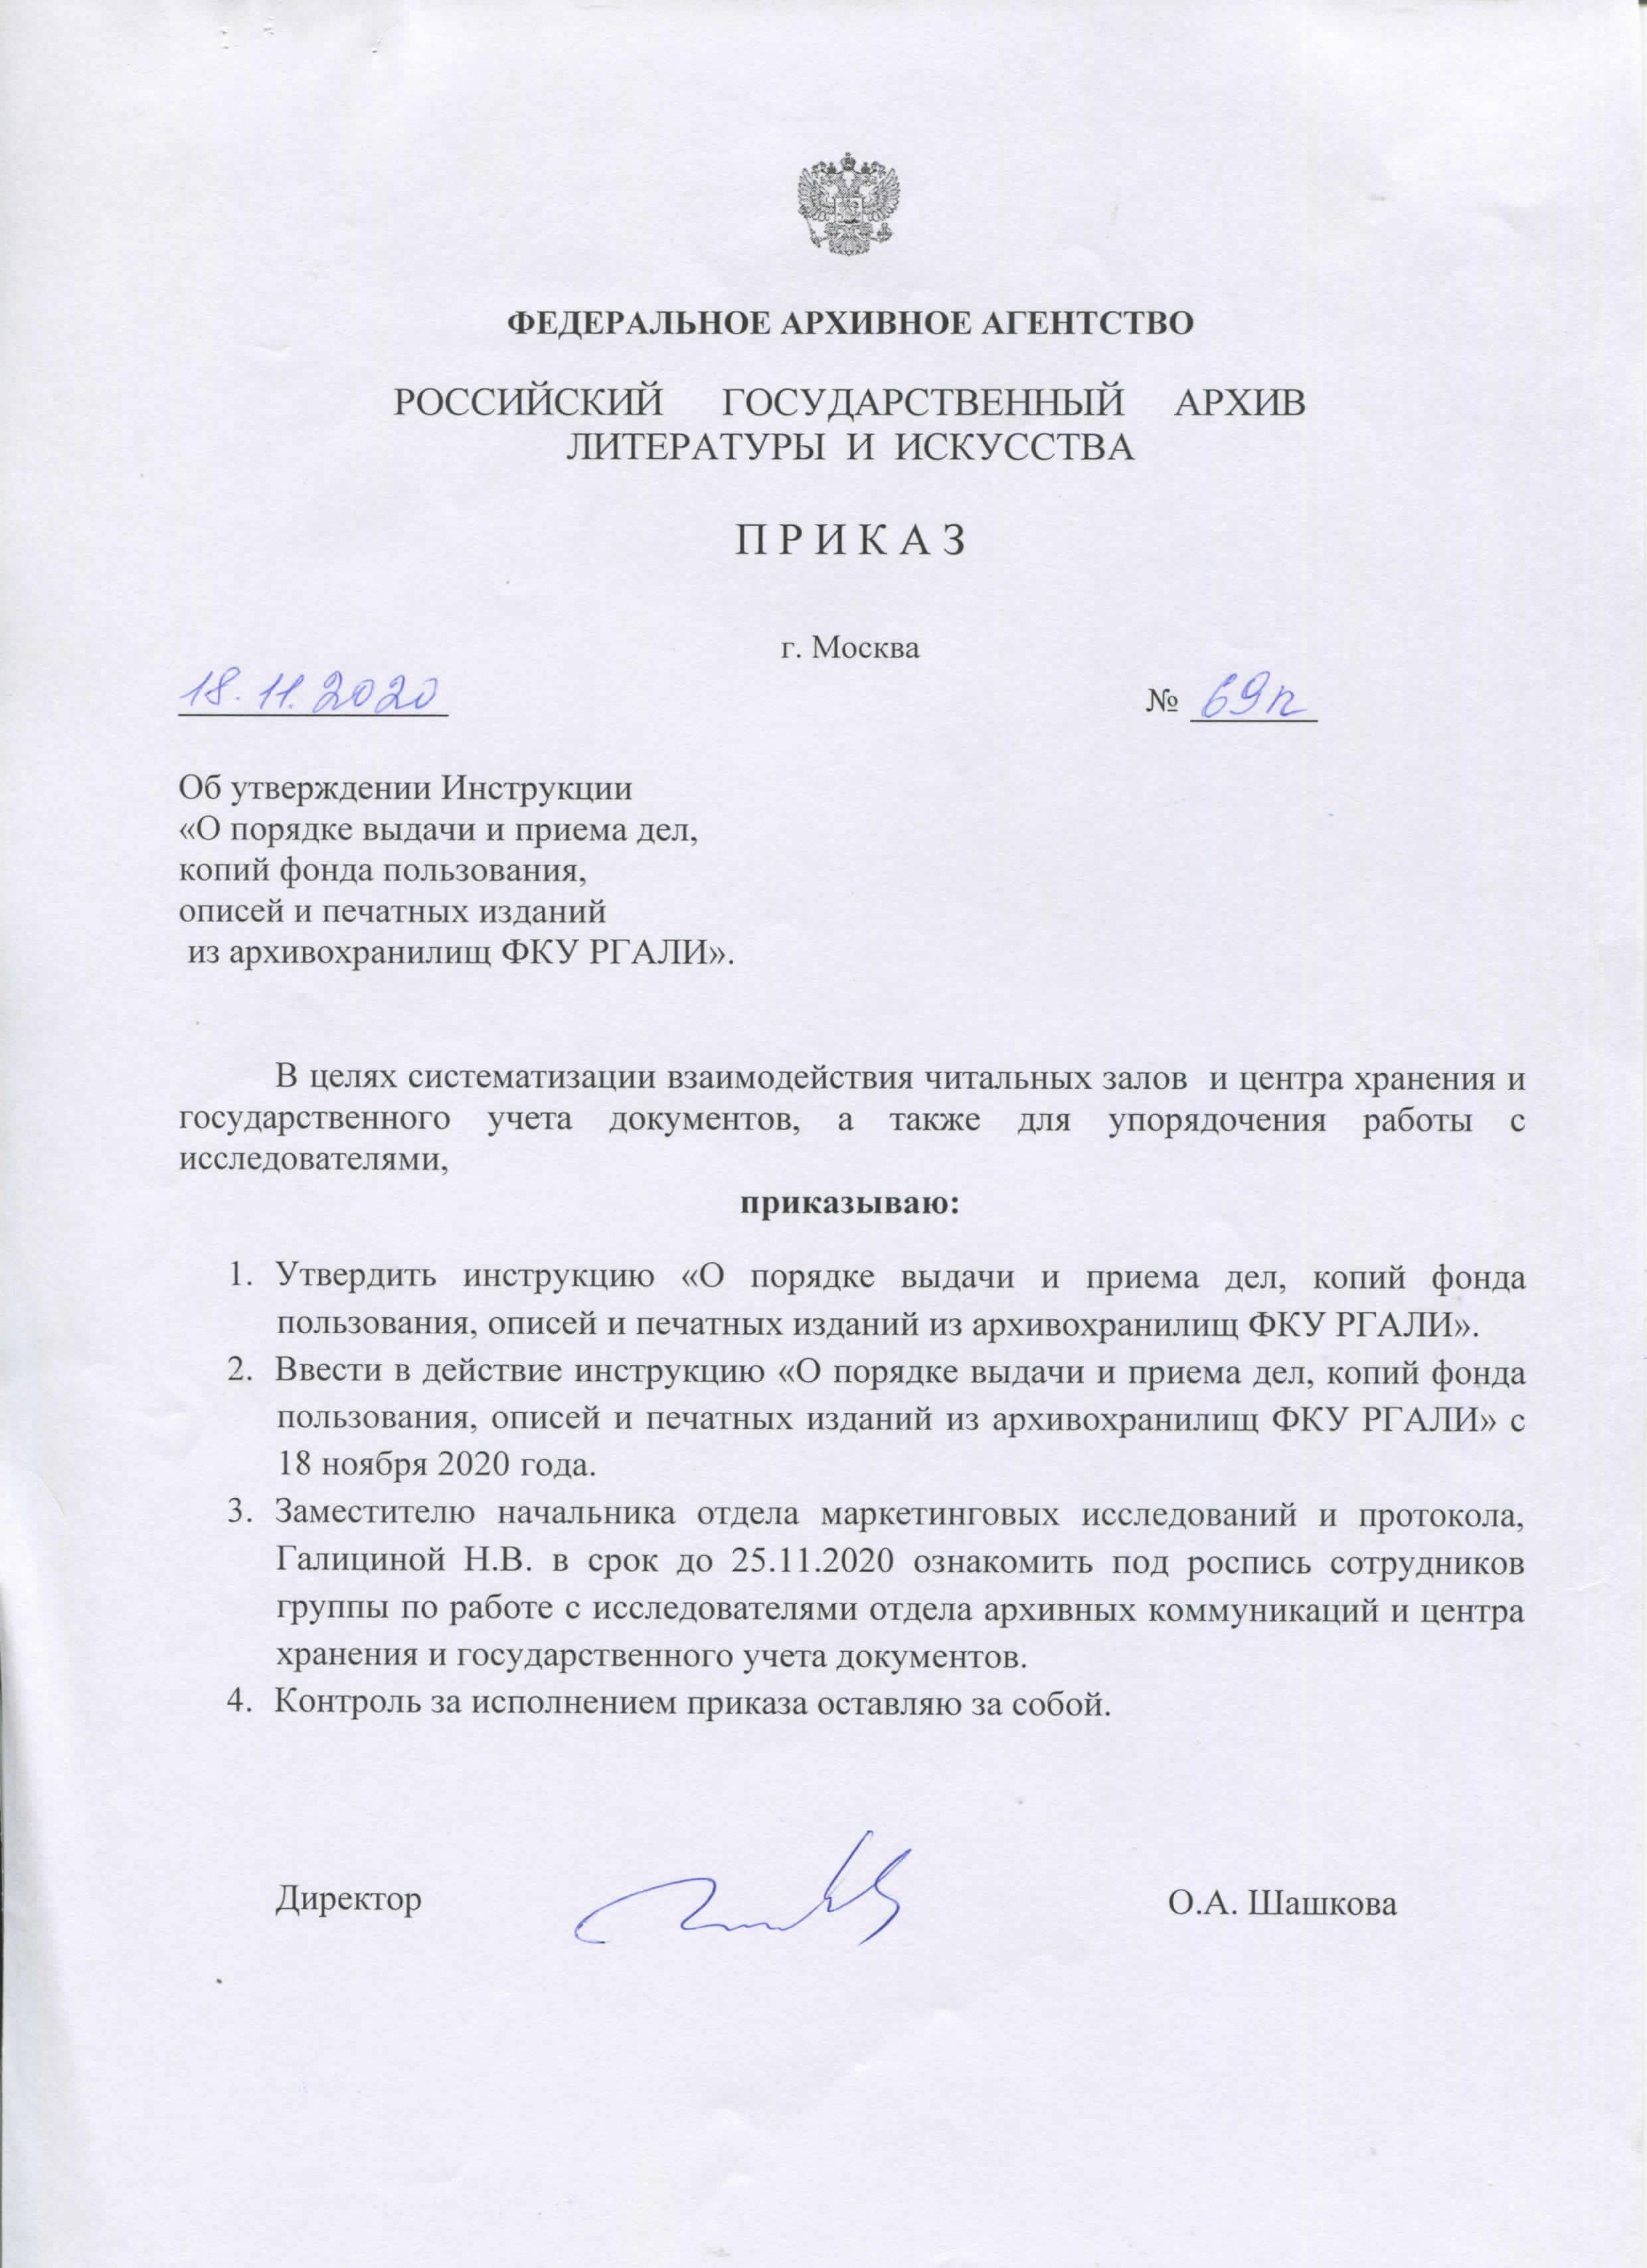 ФЕДЕРАЛЬНОЕ АРХИВНОЕ АГЕНТСТВО
РОССИЙСКИЙ ГОСУДАРСТВЕННЫЙ АРХИВ
ЛИТЕРАТУРЫ И ИСКУССТВА
П Р И К А З
г. Москва
18.11.2020 № 69п
Об утверждении Инструкции
«О порядке выдачи и приема дел,
копий фонда пользования,
описей и печатных изданий
из архивохранилищ ФКУ РГАЛИ».
В целях систематизации взаимодействия читальных залов и центра хранения и
государственного учета документов, а также для упорядочения работы с
исследователями,
приказываю:
1. Утвердить инструкцию «О порядке выдачи и приема дел, копий фонда
пользования, описей и печатных изданий из архивохранилищ ФКУ РГАЛИ».
2. Ввести в действие инструкцию «О порядке выдачи и приема дел, копий фонда
пользования, описей и печатных изданий из архивохранилищ ФКУ РГАЛИ» с
18 ноября 2020 года.
3. Заместителю начальника отдела маркетинговых исследований и протокола,
Галициной Н.В. в срок до 25.11.2020 ознакомить под роспись сотрудников
группы по работе с исследователями отдела архивных коммуникаций и центра
хранения и государственного учета документов.
4. Контроль за исполнением приказа оставляю за собой.
Директор О.А. Шашкова